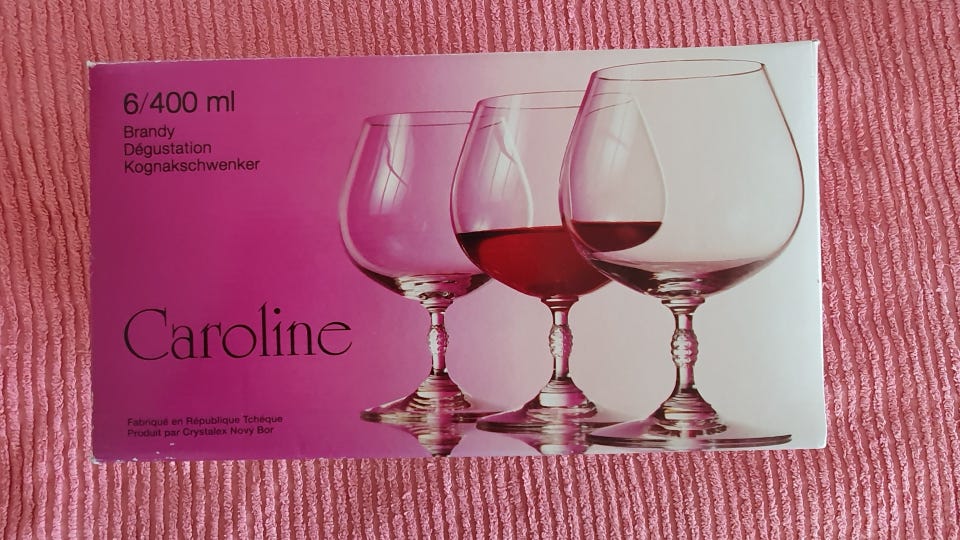 6/400 ml
Brandy
Dégustation
Kognakschwenker
Caroline
Fabriqué en République Tchèque
Produit par Crystalex Novy Bor